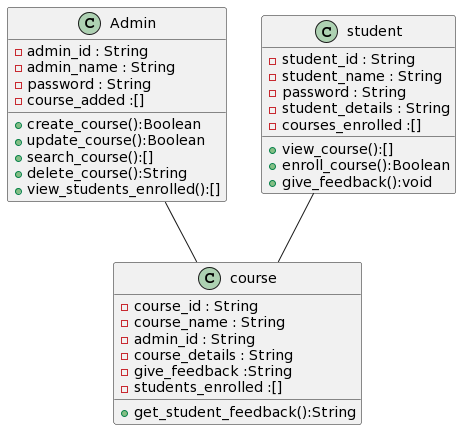 C Admin
admin_id : String
admin_name : String
password : String
course_added :[]
create_course():Boolean
update_course():Boolean
search_course():[]
delete_course():String
view_students_enrolled():[]
C student
student_id : String
student_name : String
password : String
student_details : String
courses_enrolled :[]
view_course():[]
enroll_course():Boolean
give_feedback():void
C course
course_id : String
course_name : String
admin_id : String
course_details : String
give_feedback :String
students_enrolled :[]
get_student_feedback():String